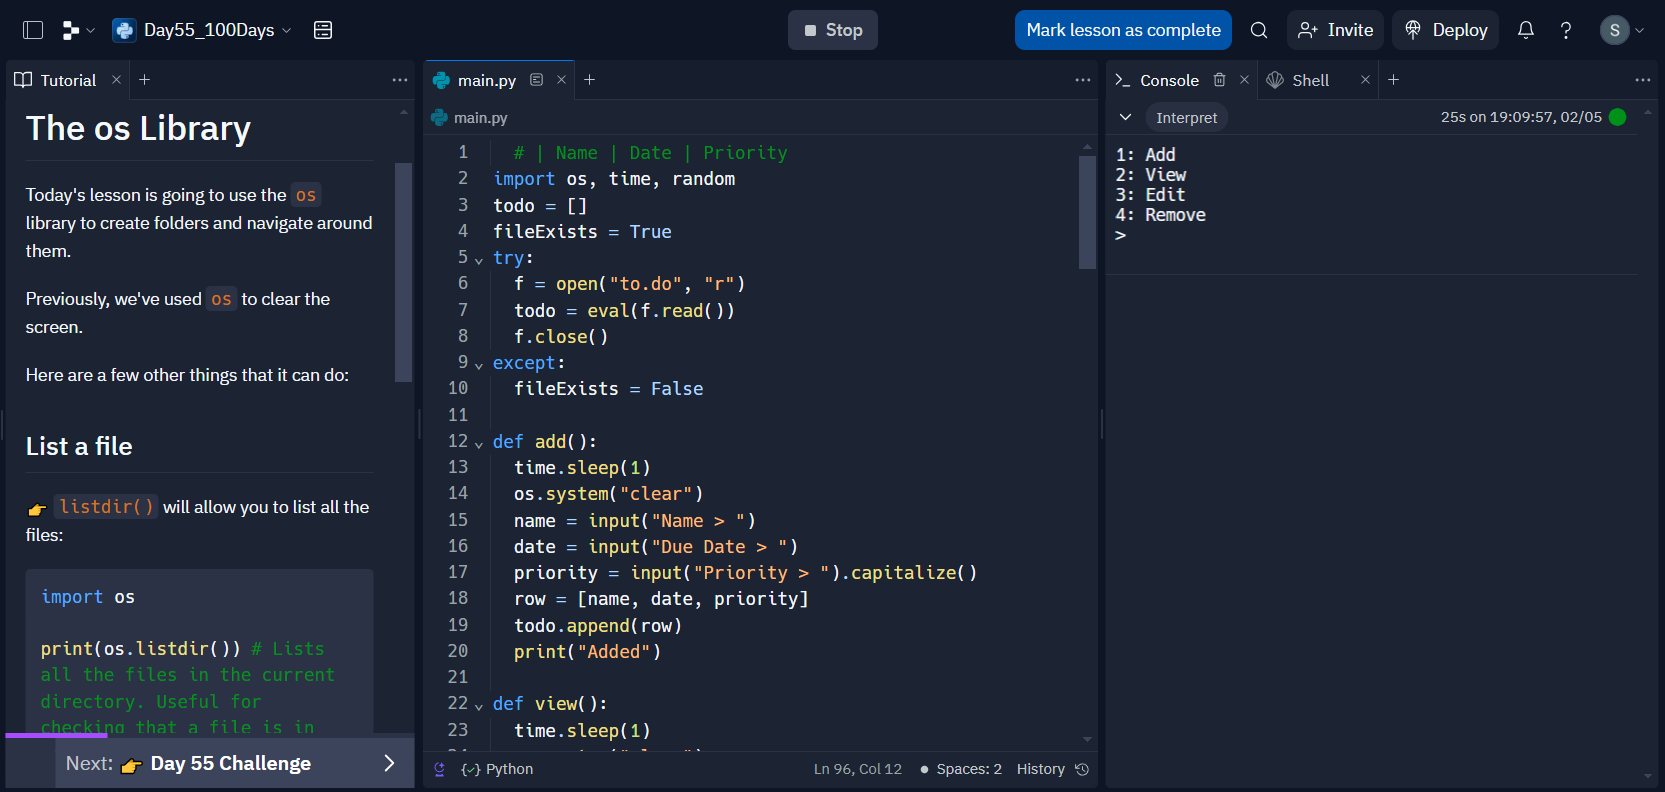 Day55_100Days
Stop
Mark lesson as complete
Invite
Deploy
S
Tutorial
The os Library
Today's lesson is going to use the os
library to create folders and navigate around
them.
Previously, we've used os to clear the
screen.
Here are a few other things that it can do:
List a file
👉 listdir() will allow you to list all the
files:
import os
print(os.listdir()) # Lists
all the files in the current
directory. Useful for
checking that a file is in
Next: 👉 Day 55 Challenge
main.py
main.py
1 # | Name | Date | Priority
2 import os, time, random
3 todo = []
4 fileExists = True
5 try:
6 f = open("to.do", "r")
7 todo = eval(f.read())
8 f.close()
9 except:
10 fileExists = False
11
12 def add():
13 time.sleep(1)
14 os.system("clear")
15 name = input("Name > ")
16 date = input("Due Date > ")
17 priority = input("Priority > ").capitalize()
18 row = [name, date, priority]
19 todo.append(row)
20 print("Added")
21
22 def view():
23 time.sleep(1)
Python
Ln 96, Col 12
Spaces: 2
History
Console
Shell
Interpret
25s on 19:09:57, 02/05
1: Add
2: View
3: Edit
4: Remove
>